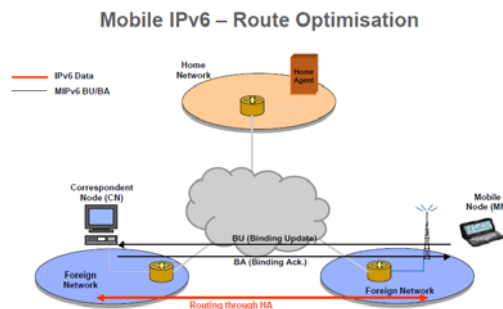 Mobile IPv6 – Route Optimisation
IPv6 Data
MIPv6 BU/BA
Home
Network
Home
Agent
Correspondent
Node (CN)
Mobile
Node (MN)
BU (Binding Update)
BA (Binding Ack.)
Foreign
Network
Foreign Network
Routing through HA